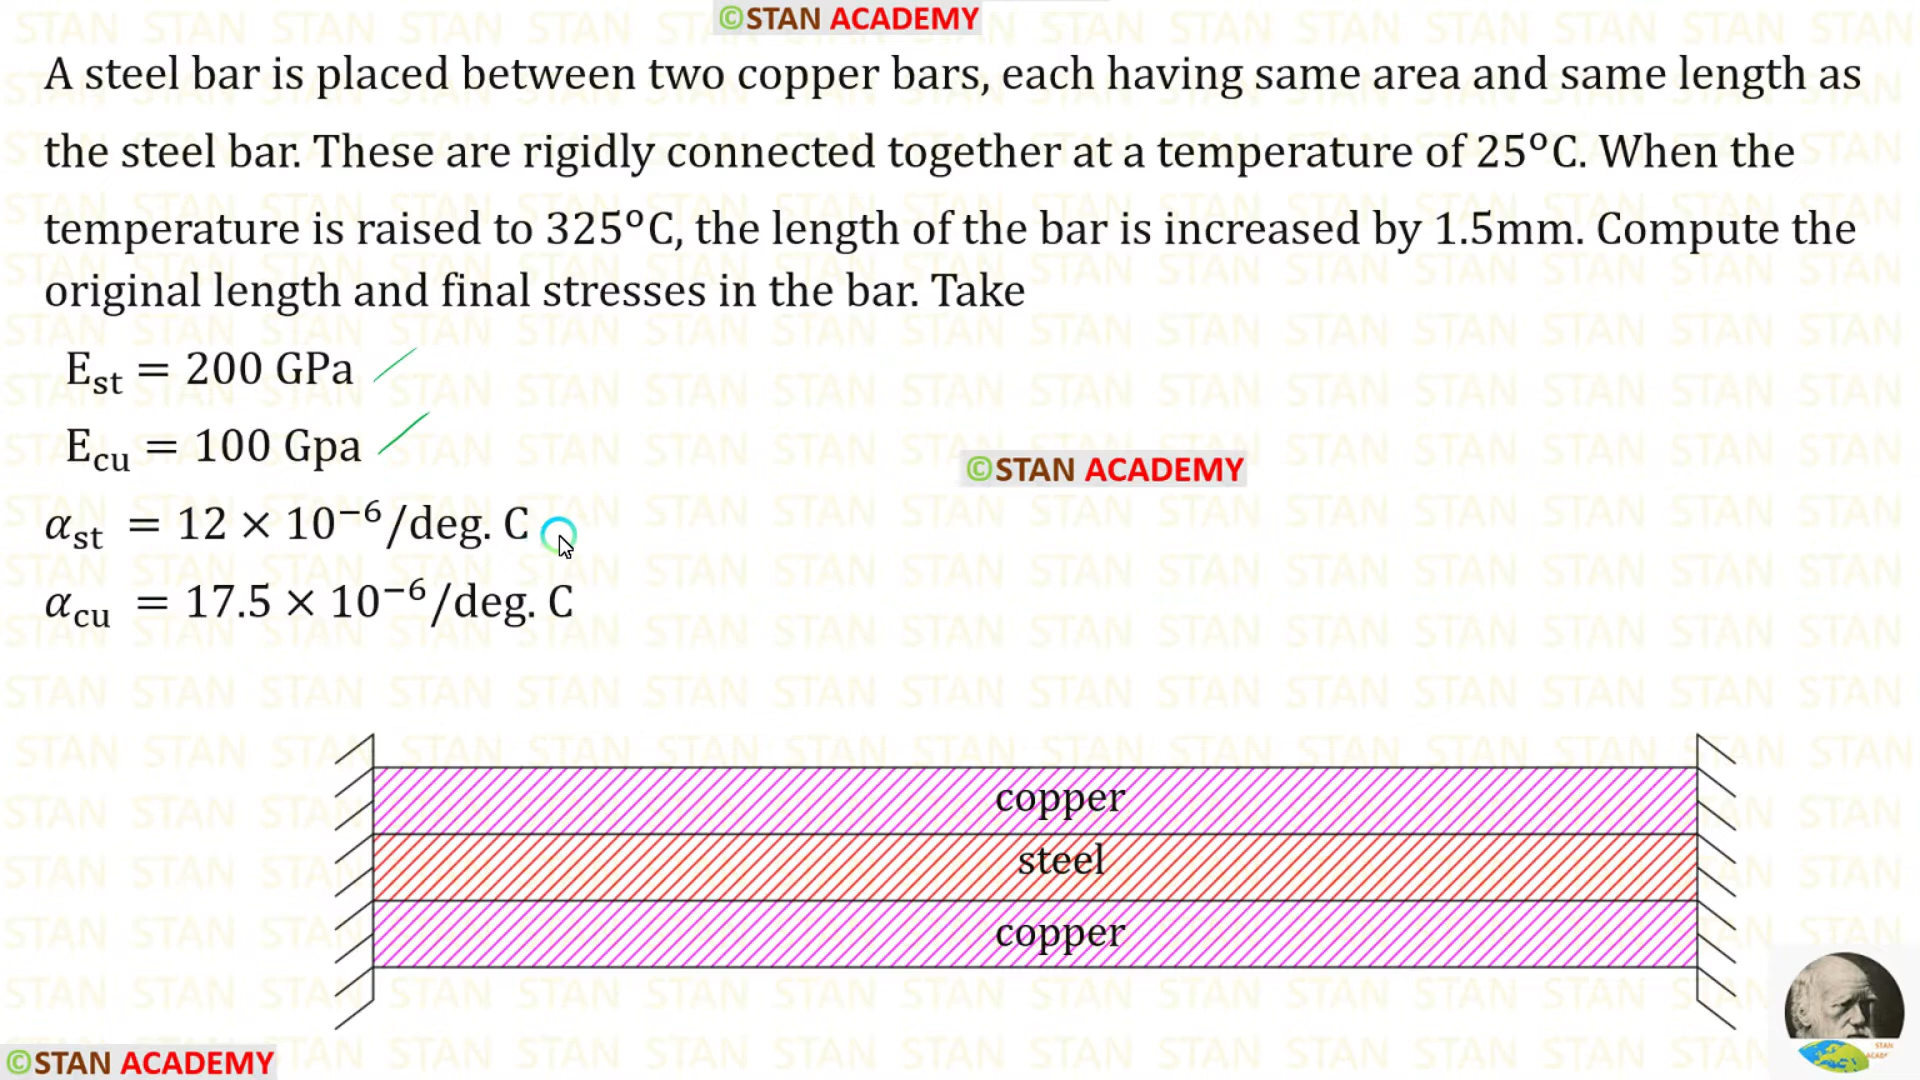 ©STAN ACADEMY
A steel bar is placed between two copper bars, each having same area and same length as
the steel bar. These are rigidly connected together at a temperature of 25°C. When the
temperature is raised to 325°C, the length of the bar is increased by 1.5mm. Compute the
original length and final stresses in the bar. Take
E_st = 200 GPa
E_cu = 100 Gpa
©STAN ACADEMY
α_st = 12 × 10⁻⁶/deg. C
α_cu = 17.5 × 10⁻⁶/deg. C
copper
steel
copper
STAN
©STAN ACADEMY